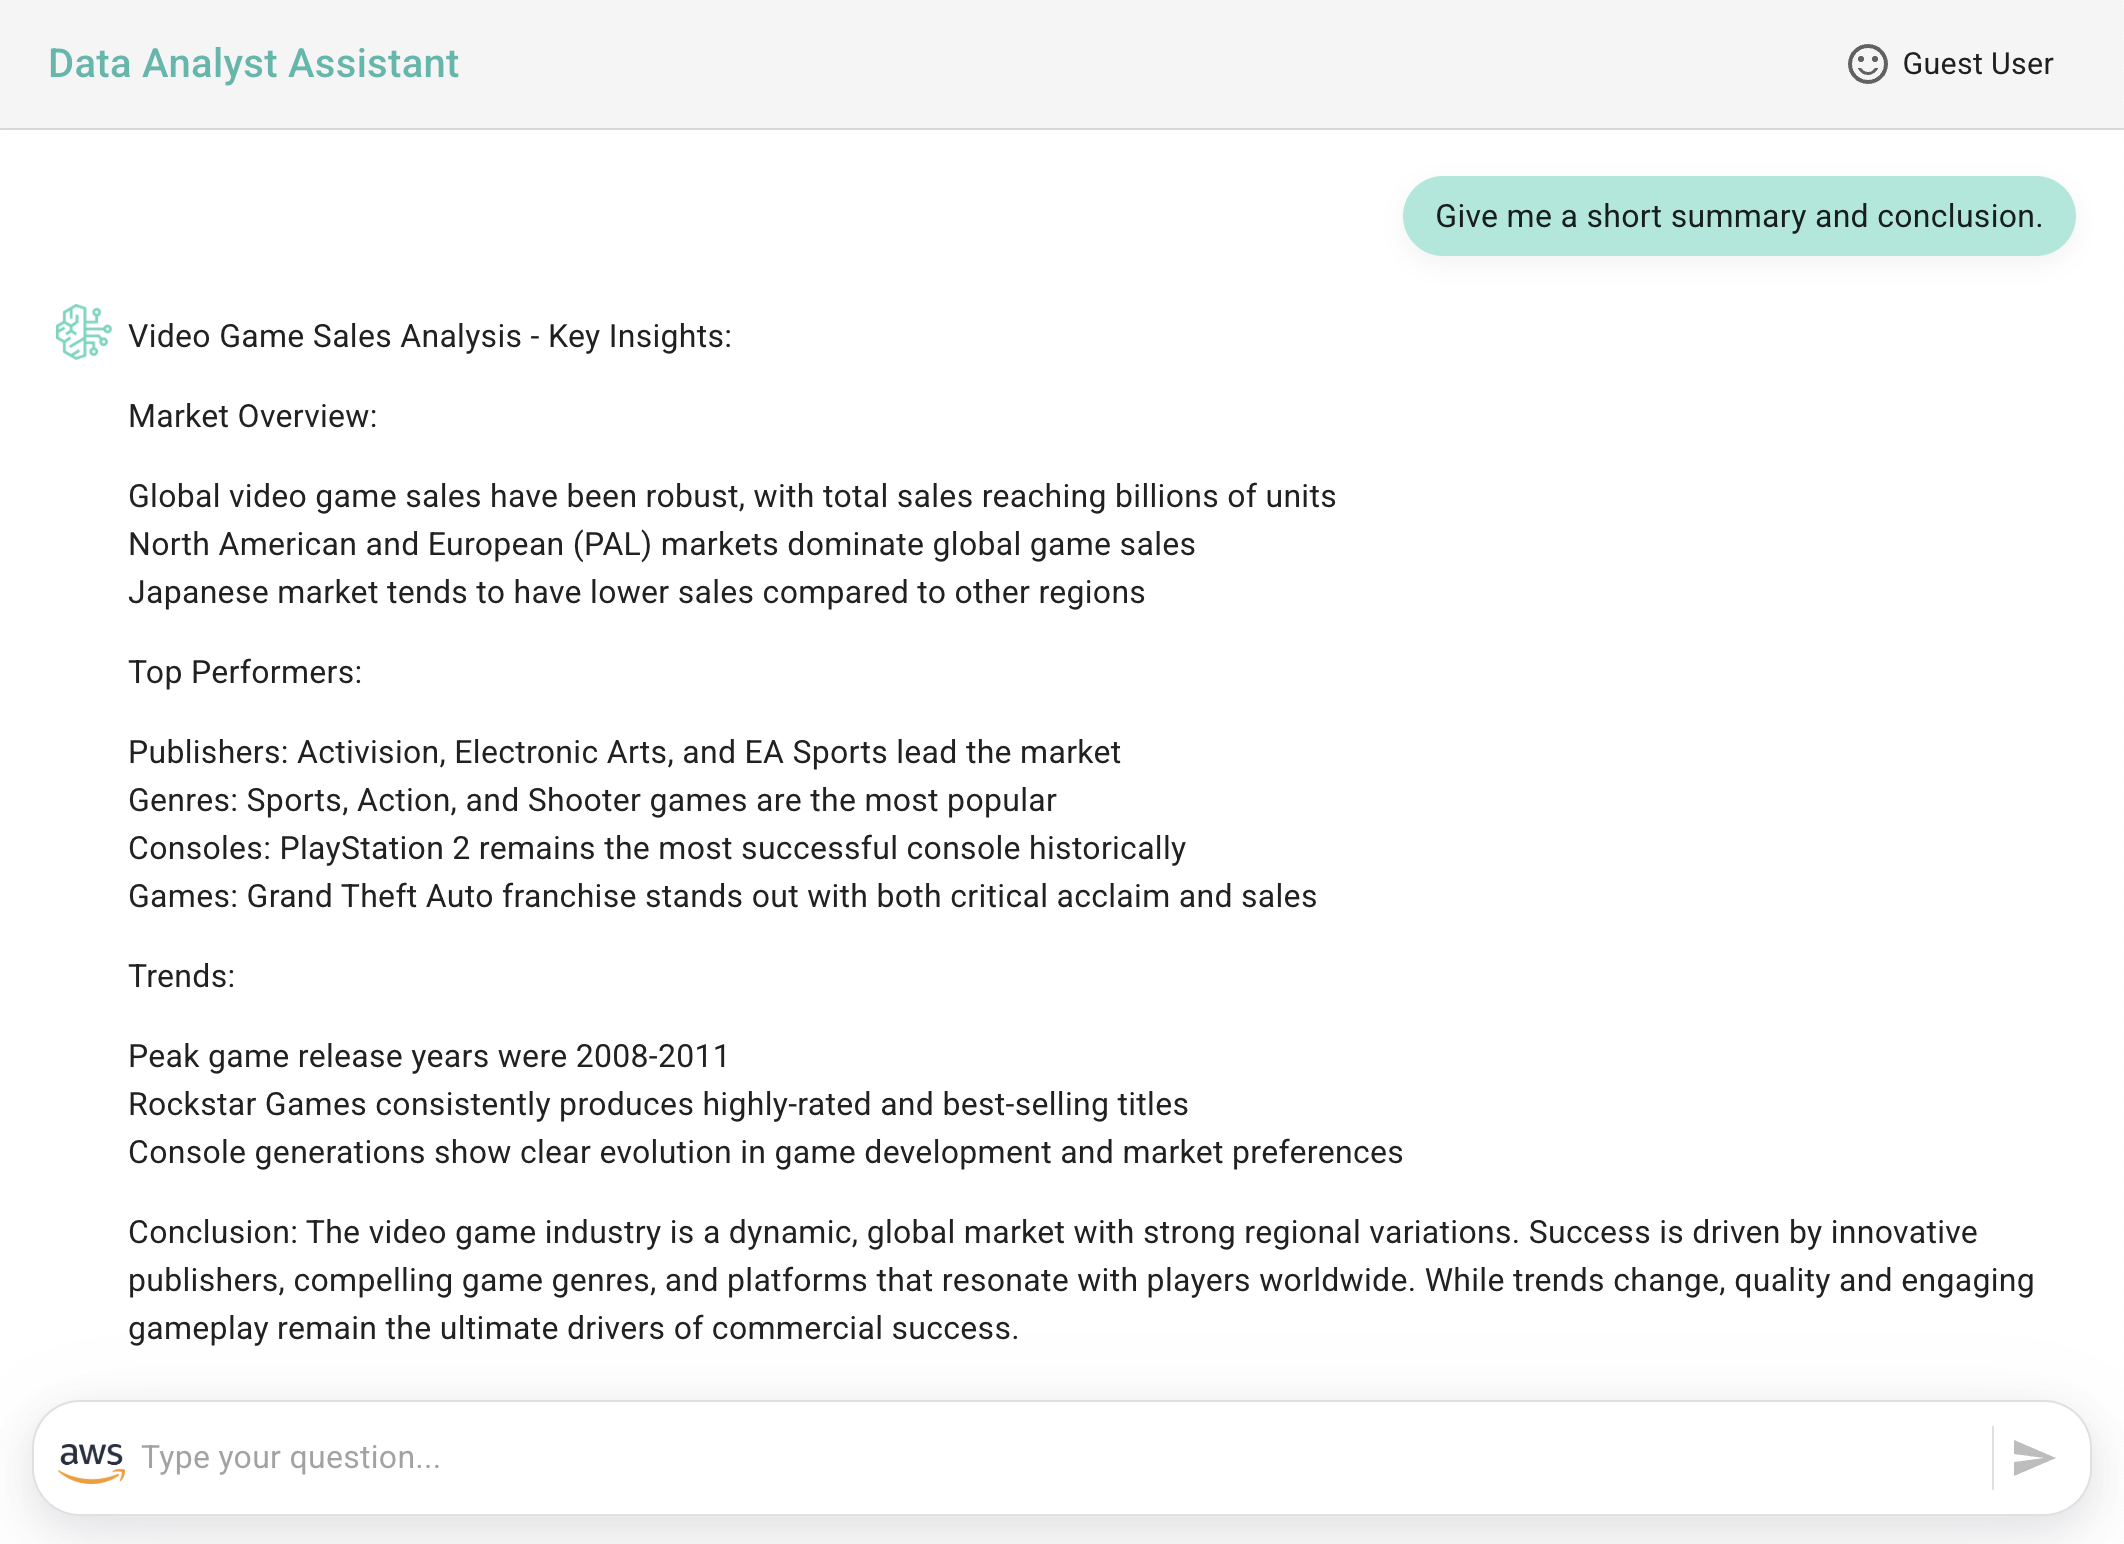 Data Analyst Assistant
Guest User
Give me a short summary and conclusion.
Video Game Sales Analysis - Key Insights:
Market Overview:
Global video game sales have been robust, with total sales reaching billions of units
North American and European (PAL) markets dominate global game sales
Japanese market tends to have lower sales compared to other regions
Top Performers:
Publishers: Activision, Electronic Arts, and EA Sports lead the market
Genres: Sports, Action, and Shooter games are the most popular
Consoles: PlayStation 2 remains the most successful console historically
Games: Grand Theft Auto franchise stands out with both critical acclaim and sales
Trends:
Peak game release years were 2008-2011
Rockstar Games consistently produces highly-rated and best-selling titles
Console generations show clear evolution in game development and market preferences
Conclusion: The video game industry is a dynamic, global market with strong regional variations. Success is driven by innovative
publishers, compelling game genres, and platforms that resonate with players worldwide. While trends change, quality and engaging
gameplay remain the ultimate drivers of commercial success.
aws Type your question...